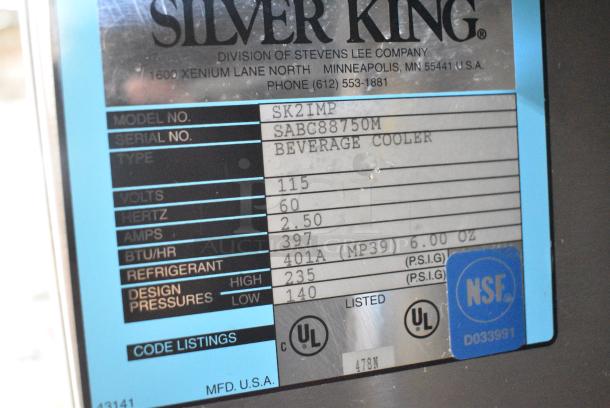 SILVER KING®
DIVISION OF STEVENS LEE COMPANY
1600 XENIUM LANE NORTH MINNEAPOLIS, MN 55441 U.S.A.
PHONE (612) 553-1881
MODEL NO. SK2IMP
SERIAL NO. SABC88750M
TYPE BEVERAGE COOLER
VOLTS 115
HERTZ 60
AMPS 2.50
BTU/HR 397
REFRIGERANT 401A (MP39) 6.00 OZ
DESIGN PRESSURES HIGH 235 (P.S.I.G)
LOW 140 (P.S.I.G)
LISTED
CODE LISTINGS C UL ® UL ®
NSF®
D033991
478N
MFD. U.S.A.
43141